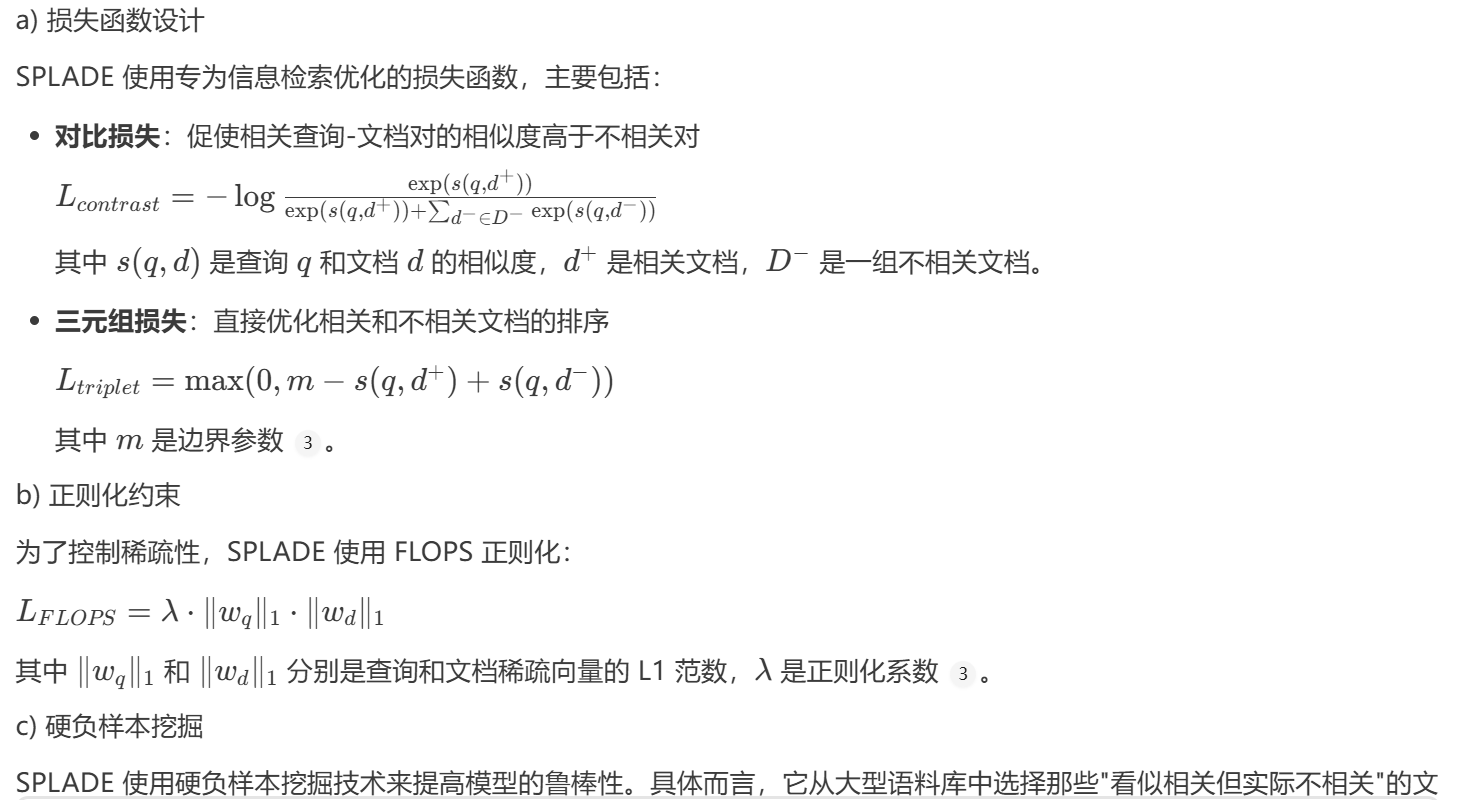 a) 损失函数设计
SPLADE 使用专为信息检索优化的损失函数，主要包括：
• 对比损失：促使相关查询-文档对的相似度高于不相关对
L_{contrast} = -\log \frac{\exp(s(q,d^+))}{\exp(s(q,d^+))+\sum_{d^-\in D^-}\exp(s(q,d^-))}
其中 s(q, d) 是查询 q 和文档 d 的相似度，d^+ 是相关文档，D^- 是一组不相关文档。
• 三元组损失：直接优化相关和不相关文档的排序
L_{triplet} = \max(0, m - s(q, d^+) + s(q, d^-))
其中 m 是边界参数 3 。
b) 正则化约束
为了控制稀疏性，SPLADE 使用 FLOPS 正则化：
L_{FLOPS} = λ · ‖w_q‖_1 · ‖w_d‖_1
其中 ‖w_q‖_1 和 ‖w_d‖_1 分别是查询和文档稀疏向量的 L1 范数，λ 是正则化系数 3 。
c) 硬负样本挖掘
SPLADE 使用硬负样本挖掘技术来提高模型的鲁棒性。具体而言，它从大型语料库中选择那些"看似相关但实际不相关"的文